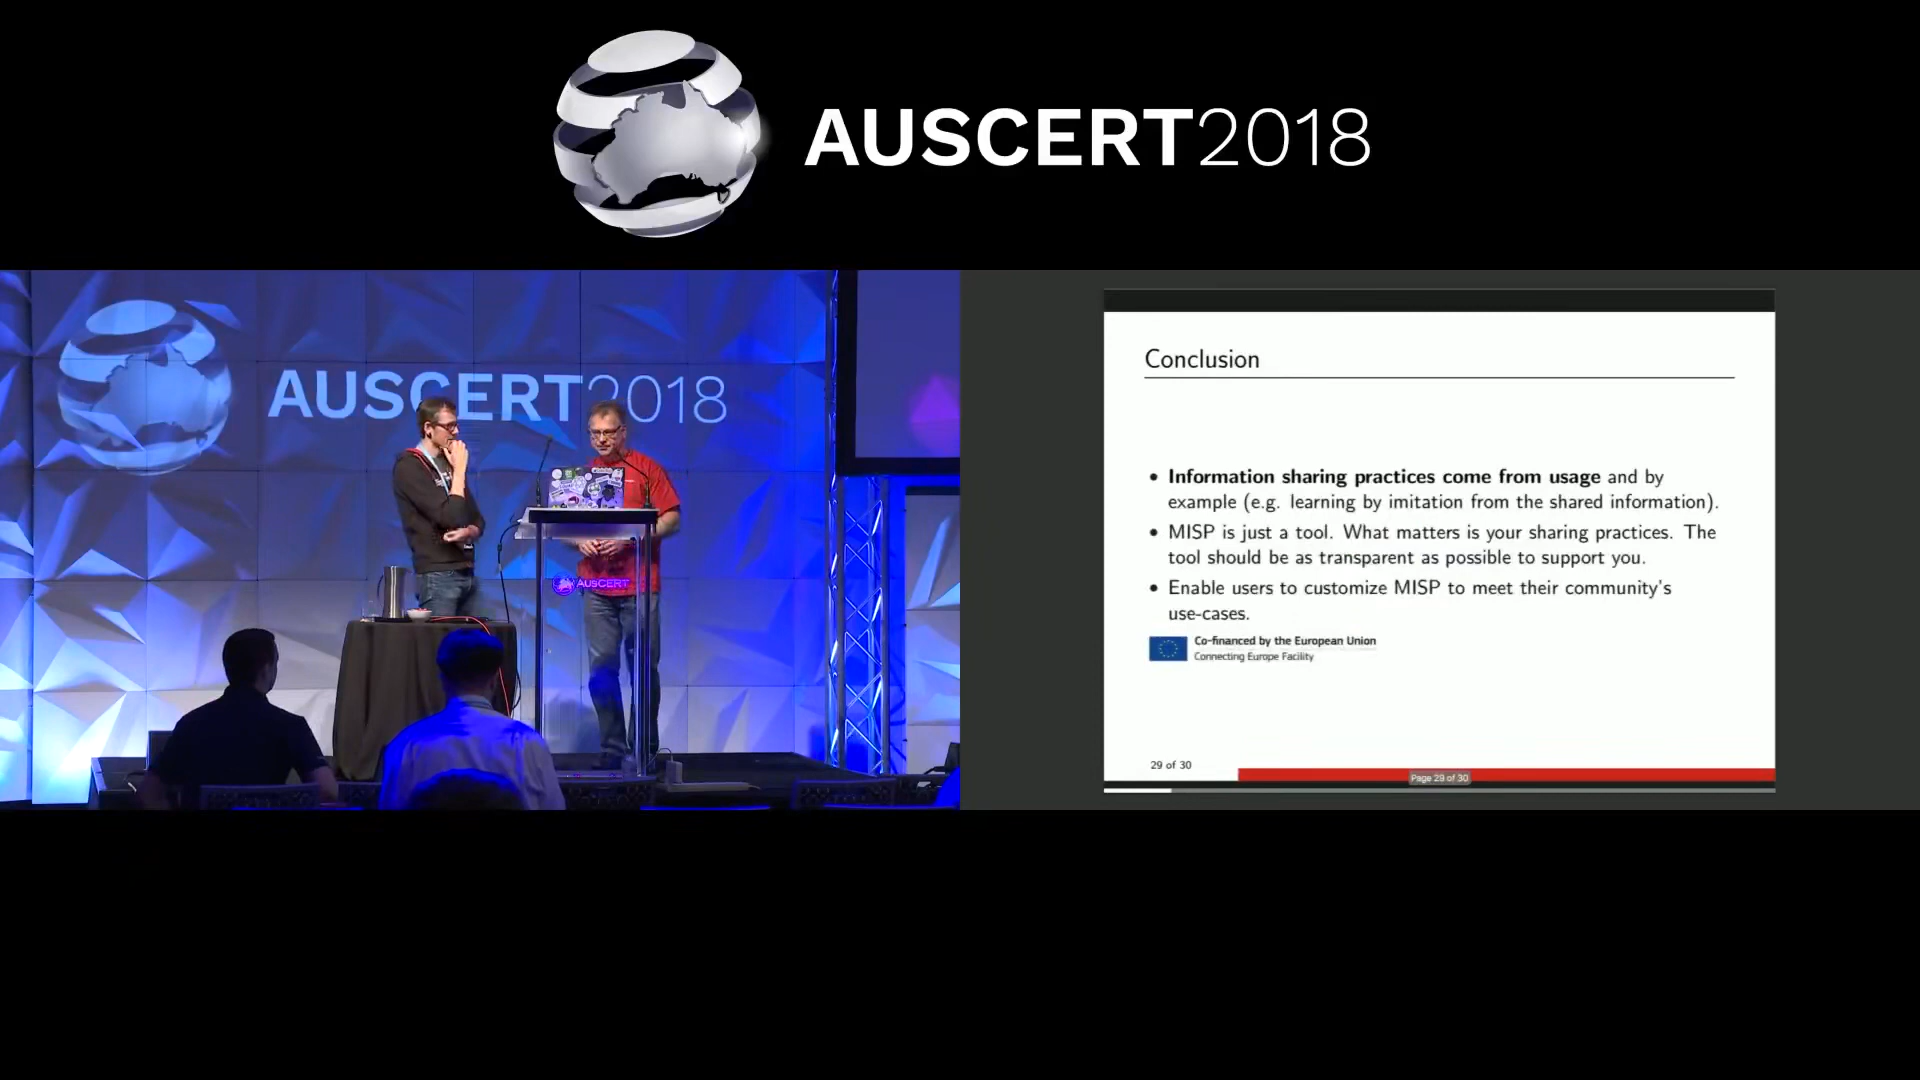 AUSCERT2018
AUSCERT2018
AUSCERT
Conclusion
• Information sharing practices come from usage and by
example (e.g. learning by imitation from the shared information).
• MISP is just a tool. What matters is your sharing practices. The
tool should be as transparent as possible to support you.
• Enable users to customize MISP to meet their community's
use-cases.
Co-financed by the European Union
Connecting Europe Facility
29 of 30
Page 29 of 30